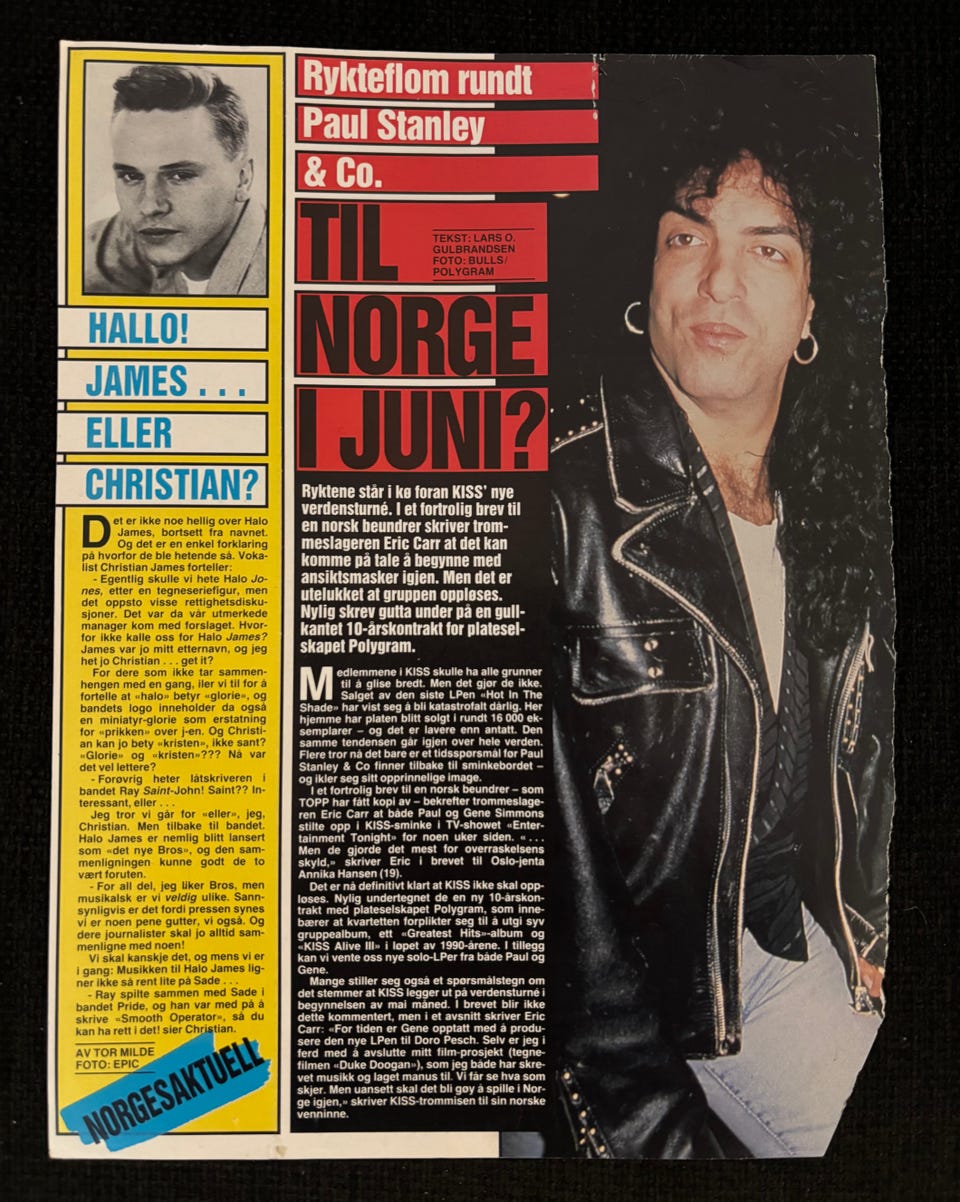 HALLO!
JAMES . . .
ELLER
CHRISTIAN?
Det er ikke noe hellig over Halo
James, bortsett fra navnet.
Og det er en enkel forklaring
på hvorfor de ble hetende så. Voka-
list Christian James forteller:
- Egentlig skulle vi hete Halo Jo-
nes, etter en tegneseriefigur, men
det oppsto visse rettighetsdisku-
sjoner. Det var da vår utmerkede
manager kom med forslaget. Hvor-
for ikke kalle oss for Halo James?
James var jo mitt etternavn, og jeg
het jo Christian . . . get it?
For dere som ikke tar sammen-
hengen med en gang, iler vi til for å
fortelle at «halo» betyr «glorie», og
bandets logo inneholder da også
en miniatyr-glorie som erstatning
for «prikken» over j-en. Og Christi-
an kan jo bety «kristen», ikke sant?
«Glorie» og «kristen»??? Nå var
det vel lettere?
- Forøvrig heter låtskriveren i
bandet Ray Saint-John! Saint?? In-
teressant, eller . . .
Jeg tror vi går for «eller», jeg,
Christian. Men tilbake til bandet.
Halo James er nemlig blitt lansert
som «det nye Bros», og den sam-
menligningen kunne godt de to
vært foruten.
- For all del, jeg liker Bros, men
musikalsk er vi veldig ulike. Sann-
synligvis er det fordi pressen synes
vi er noen pene gutter, vi også. Og
dere journalister skal jo alltid sam-
menligne med noen!
Vi skal kanskje det, og mens vi er
i gang: Musikken til Halo James lig-
ner ikke så rent lite på Sade . . .
- Ray spilte sammen med Sade i
bandet Pride, og han var med på å
skrive «Smooth Operator», så du
kan ha rett i det! sier Christian.
AV TOR MILDE
FOTO: EPIC
NORGESAKTUELL
Rykteflom rundt
Paul Stanley
& Co.
TIL
NORGE
I JUNI?
TEKST: LARS O.
GULBRANDSEN
FOTO: BULLS/
POLYGRAM
Ryktene står i kø foran KISS' nye
verdensturné. I et fortrolig brev til
en norsk beundrer skriver trom-
meslageren Eric Carr at det kan
komme på tale å begynne med
ansiktsmasker igjen. Men det er
utelukket at gruppen oppløses.
Nylig skrev gutta under på en gull-
kantet 10-årskontrakt for platesel-
skapet Polygram.
Medlemmene i KISS skulle ha alle grunner
til å glise bredt. Men det gjør de ikke.
Salget av den siste LPen «Hot In The
Shade» har vist seg å bli katastrofalt dårlig. Her
hjemme har platen blitt solgt i rundt 16 000 ek-
semplarer – og det er lavere enn antatt. Den
samme tendensen går igjen over hele verden.
Flere tror nå det bare er et tidsspørsmål før Paul
Stanley & Co finner tilbake til sminkebordet –
og ikler seg sitt opprinnelige image.
I et fortrolig brev til en norsk beundrer – som
TOPP har fått kopi av – bekrefter trommeslage-
ren Eric Carr at både Paul og Gene Simmons
stilte opp i KISS-sminke i TV-showet «Enter-
tainment Tonight» for noen uker siden. « . . .
Men de gjorde det mest for overraskelsens
skyld,» skriver Eric i brevet til Oslo-jenta
Annika Hansen (19).
Det er nå definitivt klart at KISS ikke skal opp-
løses. Nylig undertegnet de en ny 10-årskon-
trakt med plateselskapet Polygram, som inne-
bærer at kvartetten forplikter seg til å utgi syv
gruppealbum, ett «Greatest Hits»-album og
«KISS Alive III» i løpet av 1990-årene. I tillegg
kan vi vente oss nye solo-LPer fra både Paul og
Gene.
Mange stiller seg også et spørsmålstegn om
det stemmer at KISS legger ut på verdensturné i
begynnelsen av mai måned. I brevet blir ikke
dette kommentert, men i et avsnitt skriver Eric
Carr: «For tiden er Gene opptatt med å produ-
sere den nye LPen til Doro Pesch. Selv er jeg i
ferd med å avslutte mitt film-prosjekt (tegne-
filmen «Duke Doogan»), som jeg både har skre-
vet musikk og laget manus til. Vi får se hva som
skjer. Men uansett skal det bli gøy å spille i Nor-
ge igjen,» skriver KISS-trommisen til sin norske
venninne.